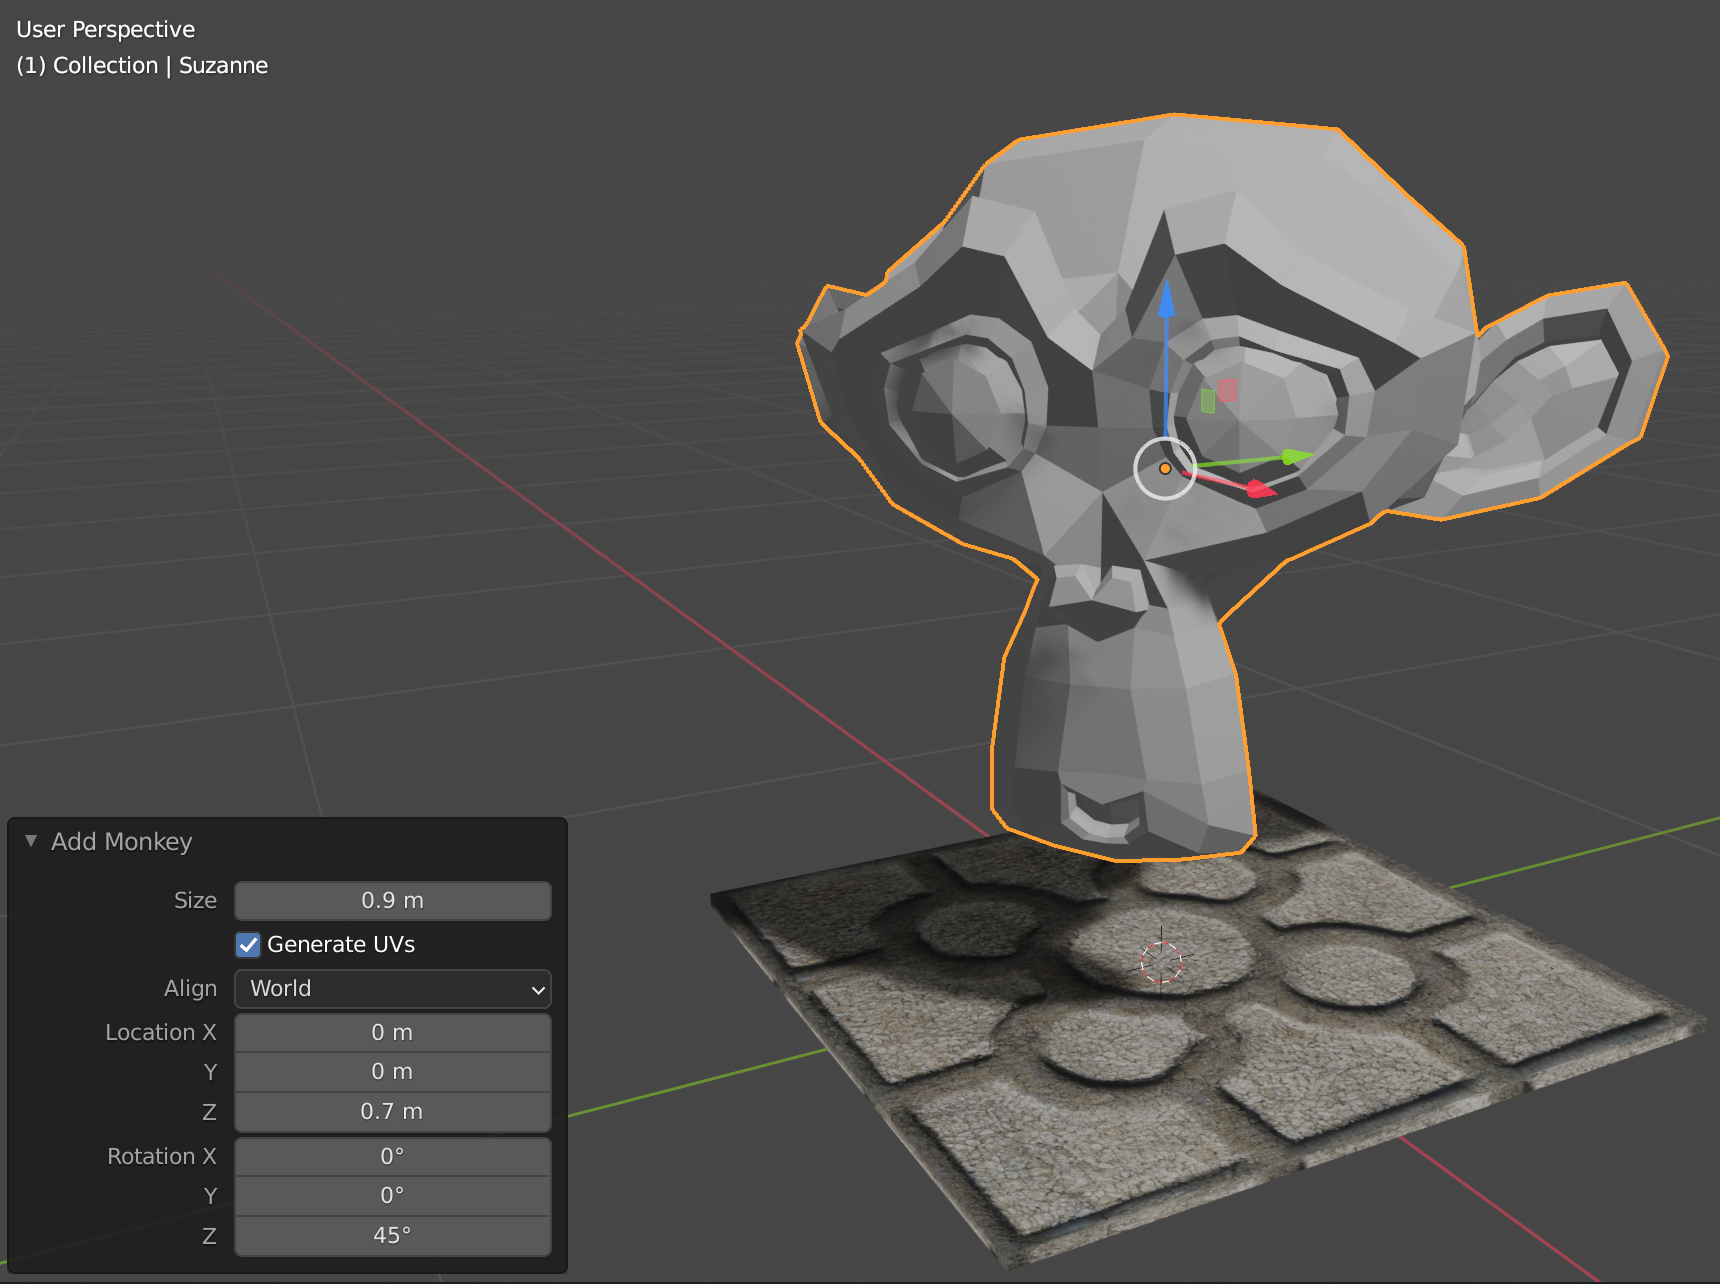 User Perspective
(1) Collection | Suzanne
Add Monkey
Size 0.9 m
Generate UVs
Align World
Location X 0 m
Y 0 m
Z 0.7 m
Rotation X 0°
Y 0°
Z 45°